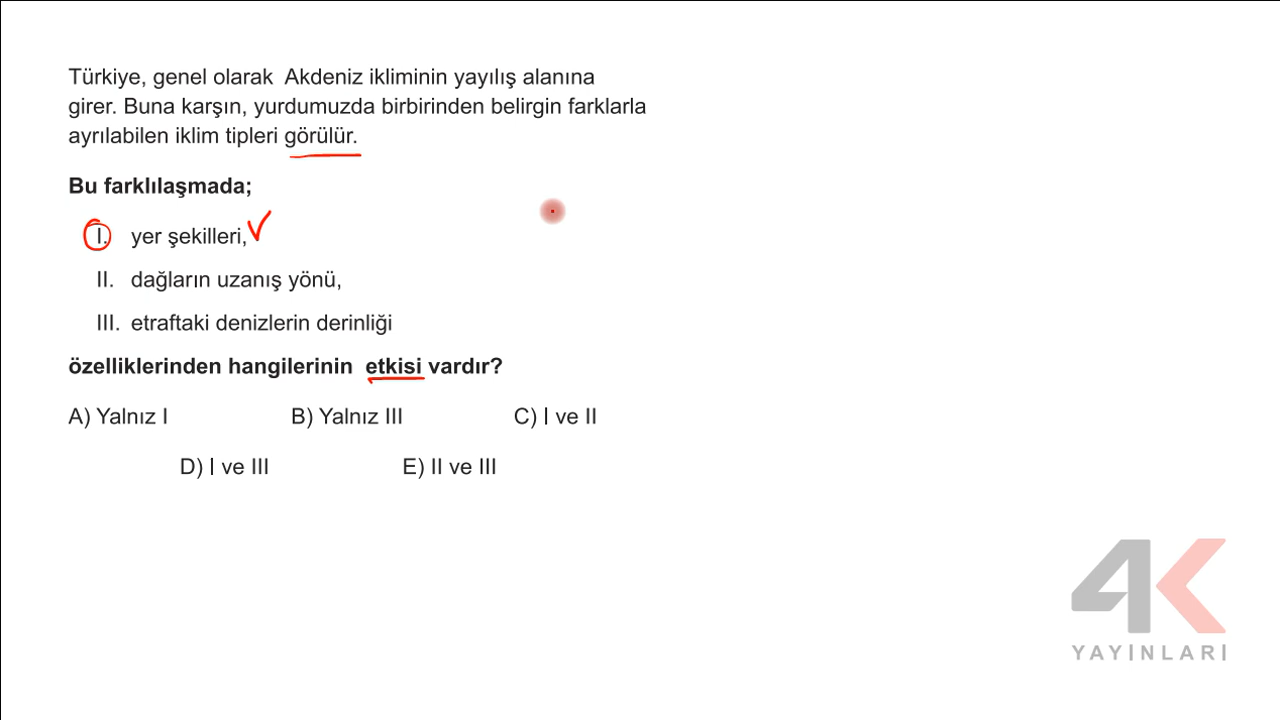 Türkiye, genel olarak Akdeniz ikliminin yayılış alanına
girer. Buna karşın, yurdumuzda birbirinden belirgin farklarla
ayrılabilen iklim tipleri görülür.
Bu farklılaşmada;
I. yer şekilleri,
II. dağların uzanış yönü,
III. etraftaki denizlerin derinliği
özelliklerinden hangilerinin etkisi vardır?
A) Yalnız I B) Yalnız III C) I ve II
D) I ve III E) II ve III
4K
YAYINLARI